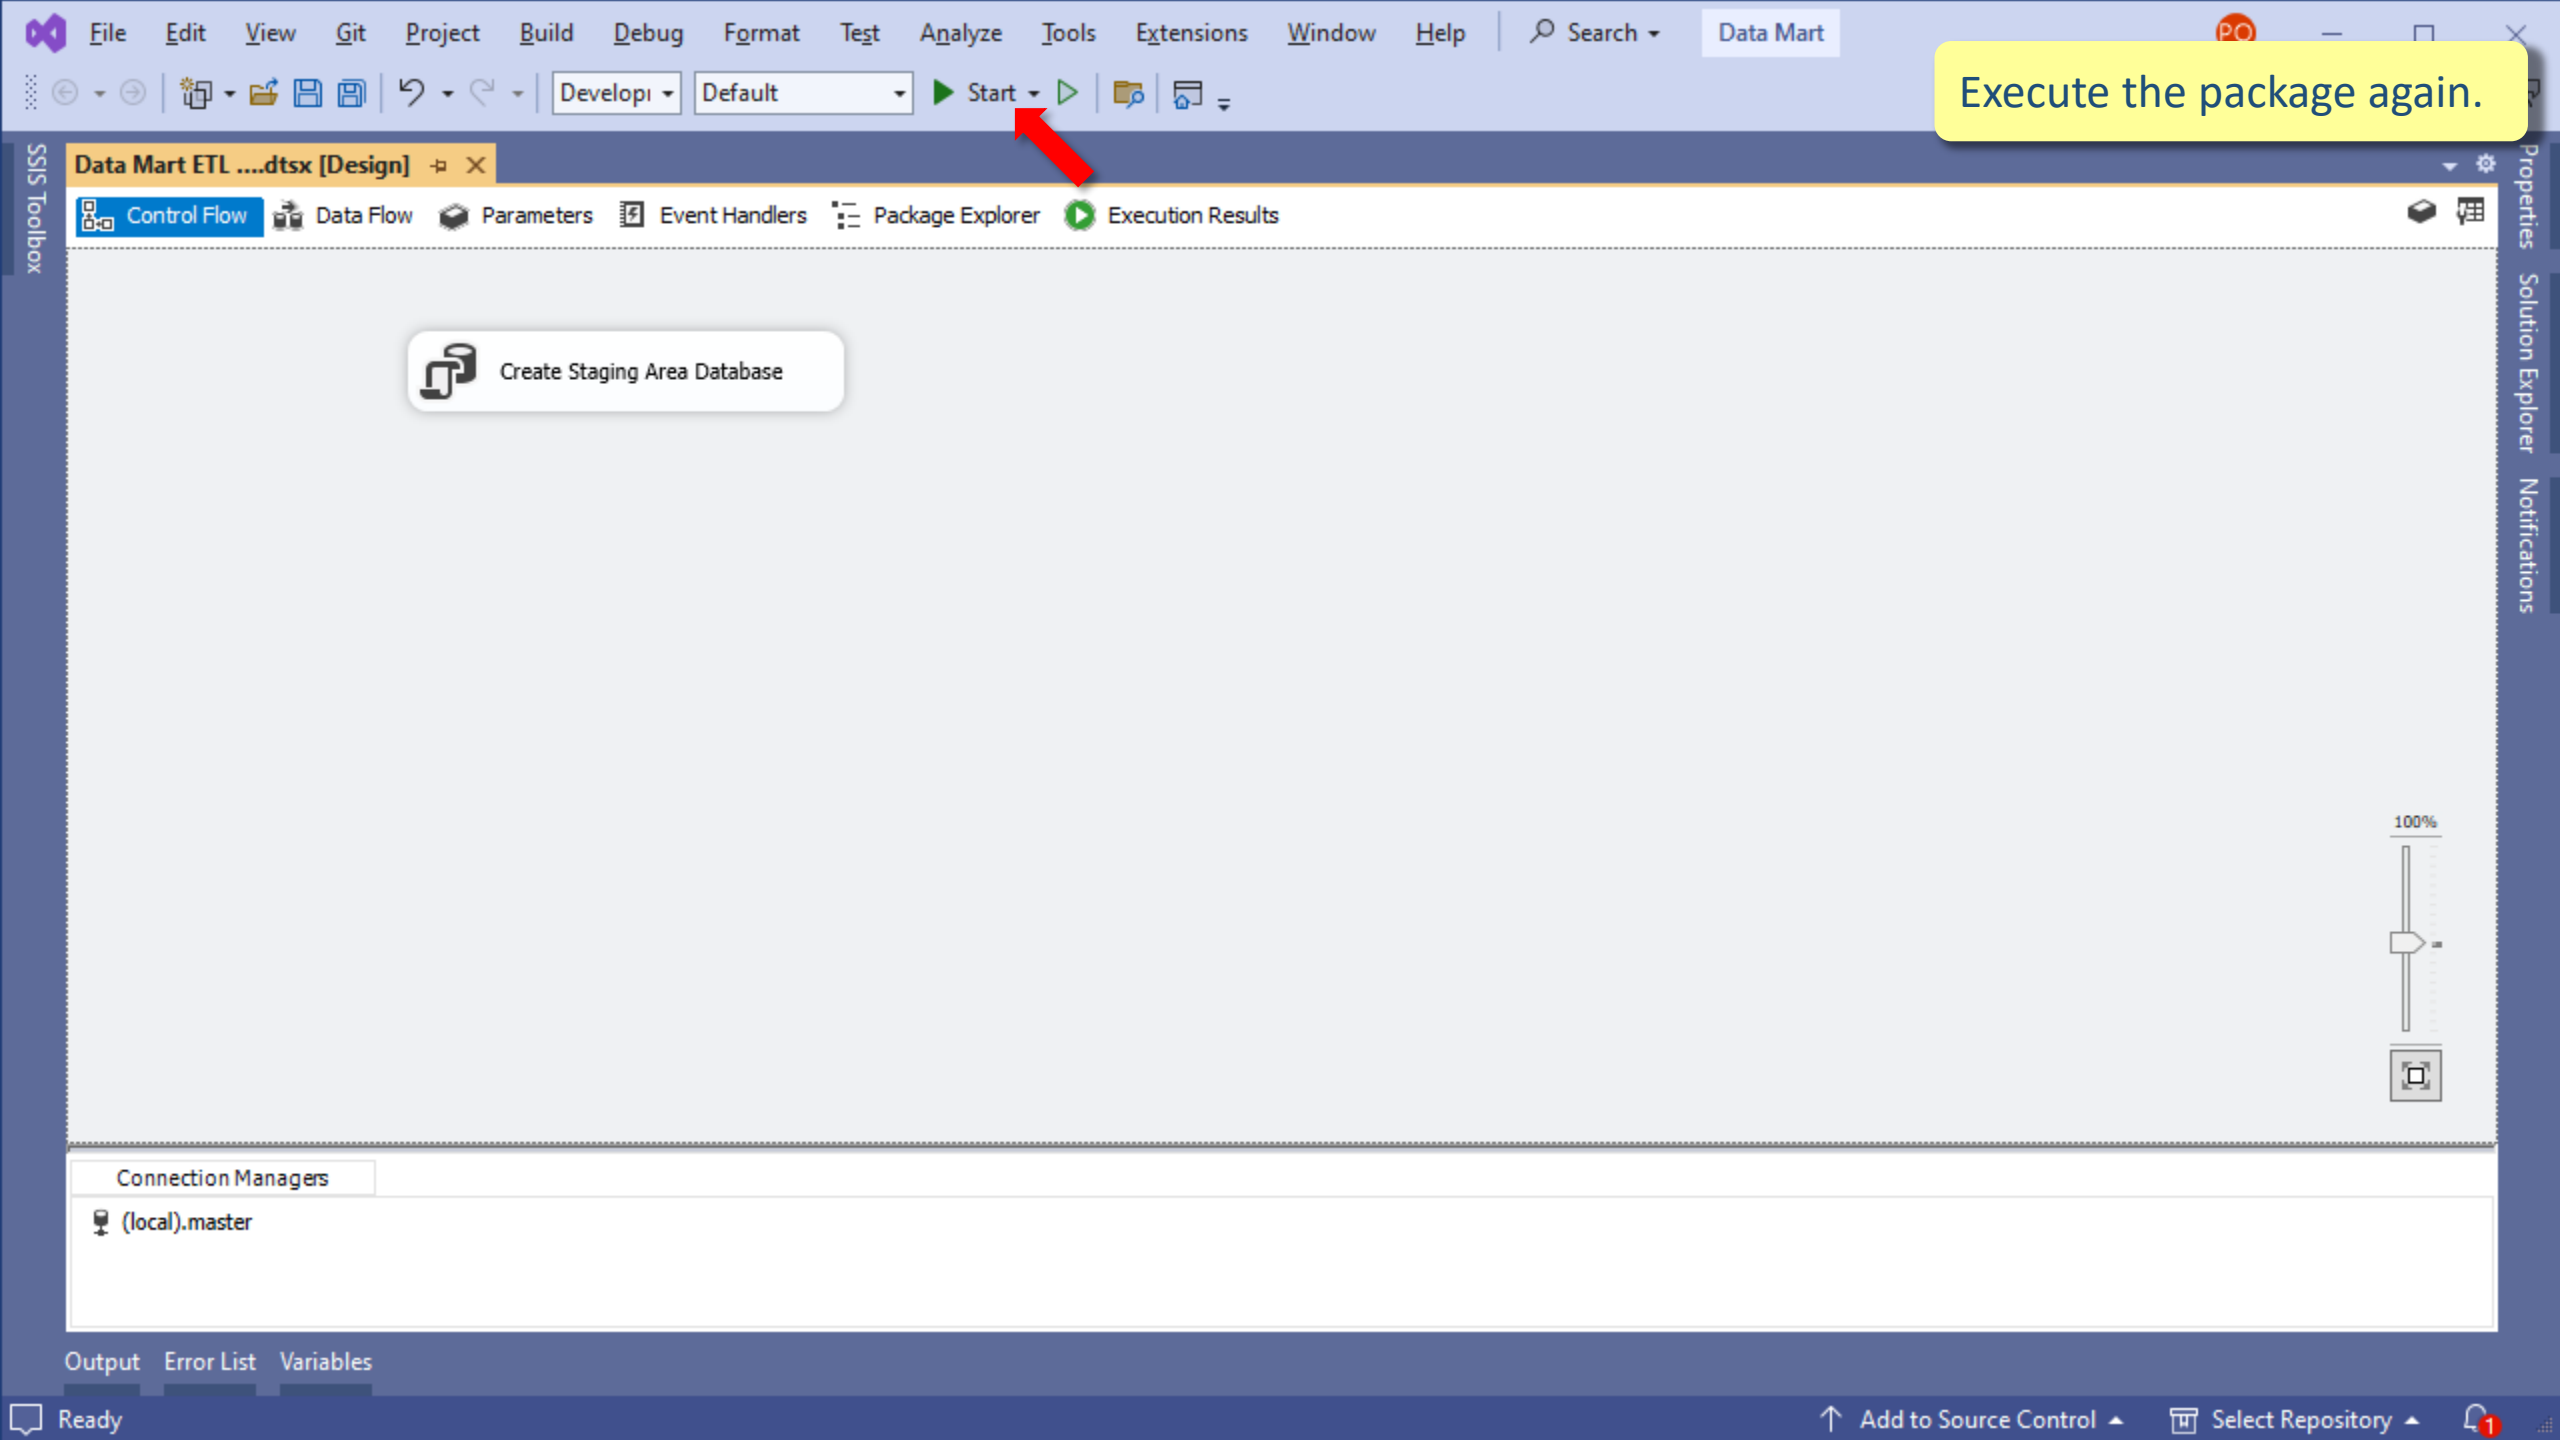 File Edit View Git Project Build Debug Format Test Analyze Tools Extensions Window Help Search Data Mart PO
Developı Default Start
Execute the package again.
SSIS Toolbox
Data Mart ETL ....dtsx [Design]
Control Flow Data Flow Parameters Event Handlers Package Explorer Execution Results
Properties
Solution Explorer
Notifications
Create Staging Area Database
100%
Connection Managers
(local).master
Output Error List Variables
Ready Add to Source Control Select Repository 1